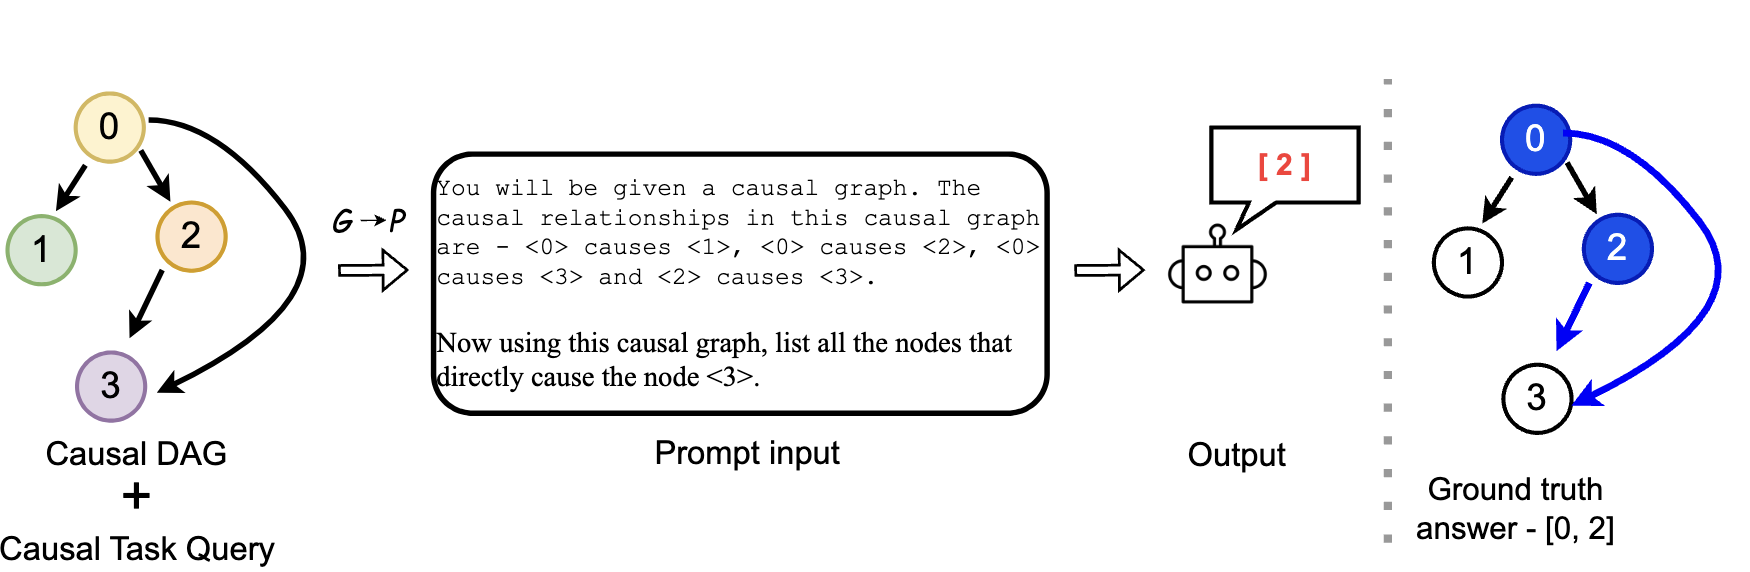 0
1
2
3
Causal DAG
+
Causal Task Query
G→P
You will be given a causal graph. The
causal relationships in this causal graph
are - <0> causes <1>, <0> causes <2>, <0>
causes <3> and <2> causes <3>.
Now using this causal graph, list all the nodes that
directly cause the node <3>.
Prompt input
[ 2 ]
Output
0
1
2
3
Ground truth
answer - [0, 2]